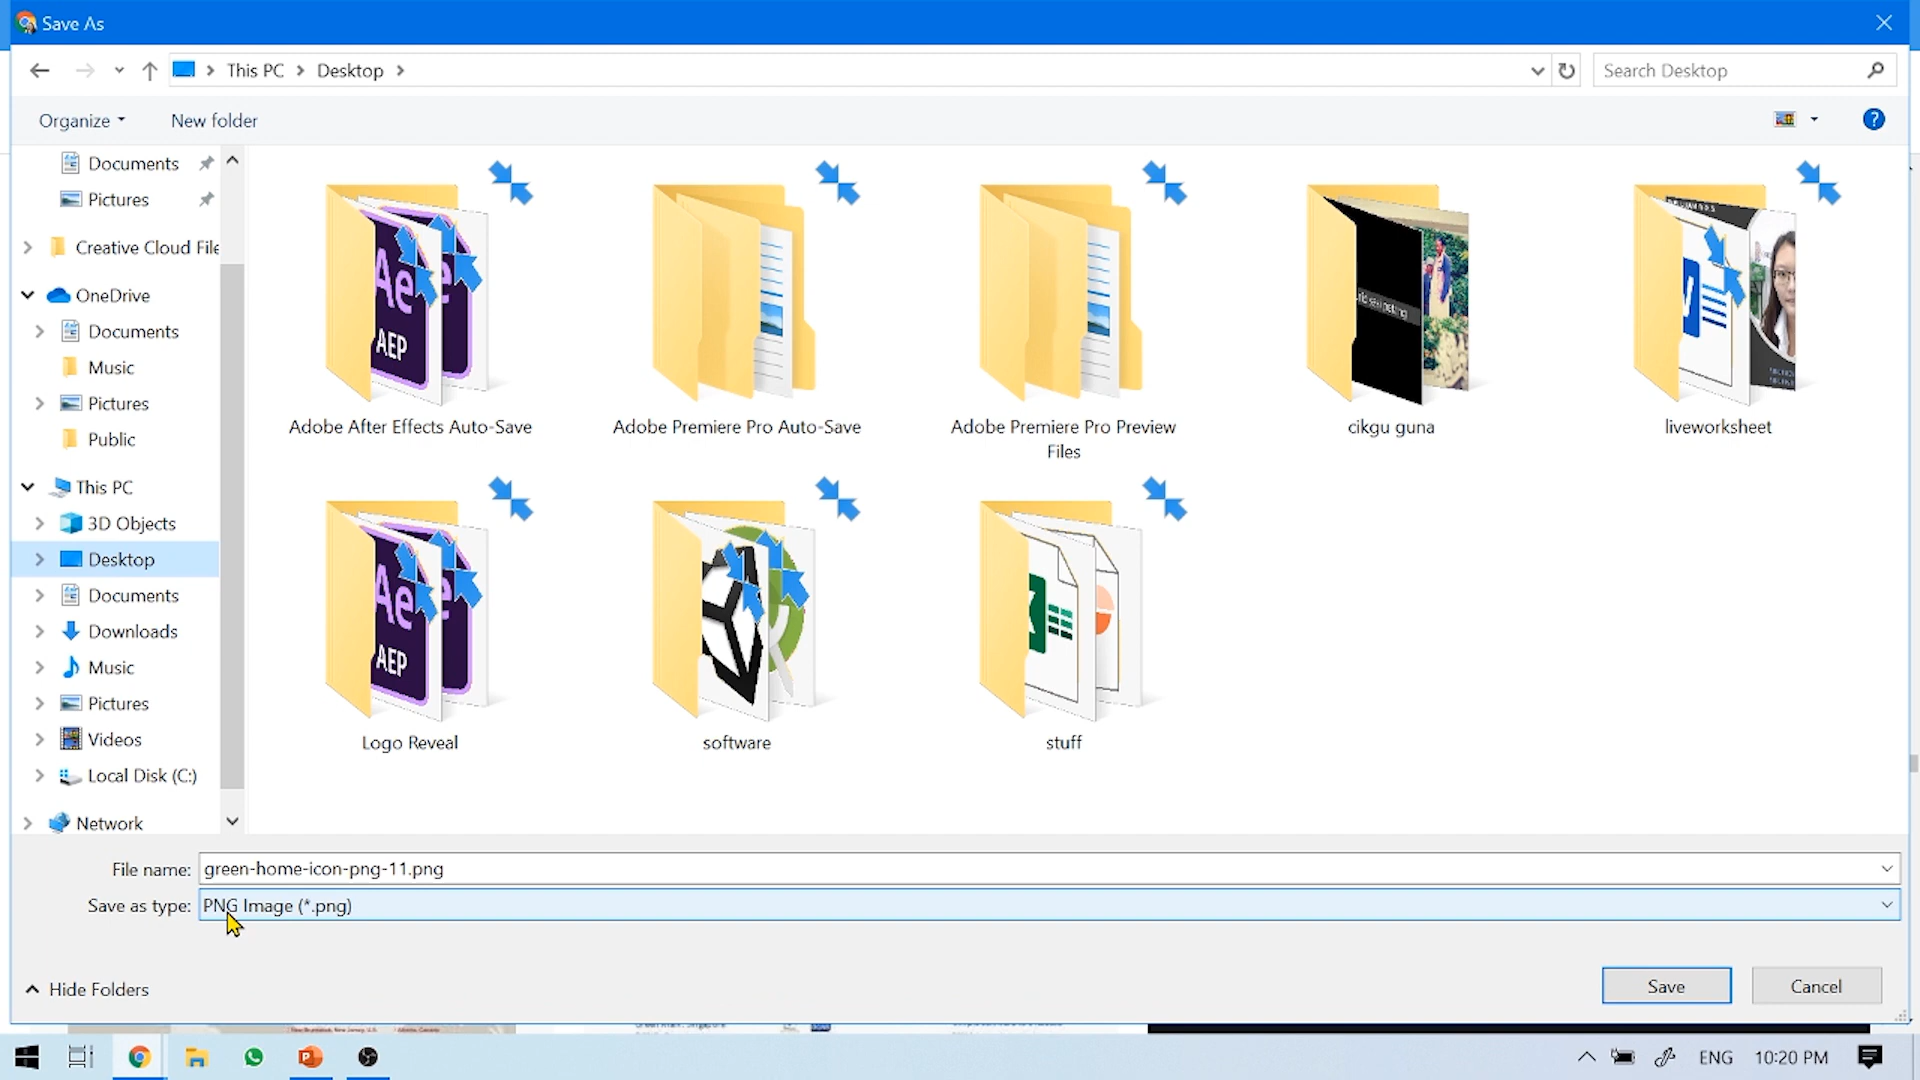 Save As
This PC
Desktop
Search Desktop
Organize
New folder
?
Documents
Pictures
Creative Cloud File
OneDrive
Documents
Music
Pictures
Public
This PC
3D Objects
Desktop
Documents
Downloads
Music
Pictures
Videos
Local Disk (C:)
Network
Ae
AEP
Adobe After Effects Auto-Save
Adobe Premiere Pro Auto-Save
Adobe Premiere Pro Preview
Files
cikgu guna
liveworksheet
Ae
AEP
Logo Reveal
software
stuff
File name: green-home-icon-png-11.png
Save as type: PNG Image (*.png)
Hide Folders
Save
Cancel
ENG
10:20 PM